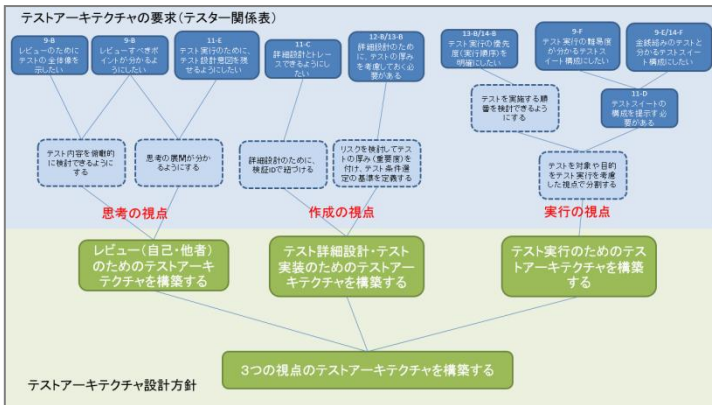 テストアーキテクチャの要求（テスター関係表）
9-B
レビューのために
テストの全体像を
示したい
9-B
レビューすべきポ
イントが分かるよ
うにしたい
11-E
テスト実行のために、
テスト設計意図を残
せるようにしたい
11-C
詳細設計とトレー
スできるようにし
たい
12-B/13-B
詳細設計のため
に、テストの厚みを
考慮しておく必
要がある
13-B/14-B
テスト実行の優先
度（実行順序）を
明確にしたい
9-F
テスト実行の難易度
が分かるテストス
イート構成にしたい
9-E/14-F
金銭絡みのテストと
分かるテストスイー
ト構成にしたい
11-D
テストスイートの
構成を提示する必
要がある
テストを実施する順
番を検討できるよう
にする
テスト内容を俯瞰的
に検討できるように
する
思考の展開が分か
るようにする
詳細設計のために、
検証IDで紐づける
リスクを検討してテス
トの厚み（重要度）を
付け、テスト条件選
定の基準を定義する
テストを対象や目的を
テスト実行を考慮し
た視点で分割する
思考の視点
作成の視点
実行の視点
レビュー（自己・他者）
のためのテストアーキ
テクチャを構築する
テスト詳細設計・テスト
実装のためのテストアー
キテクチャを構築する
テスト実行のためのテス
トアーキテクチャを構築
する
３つの視点のテストアーキテクチャを構築する
テストアーキテクチャ設計方針